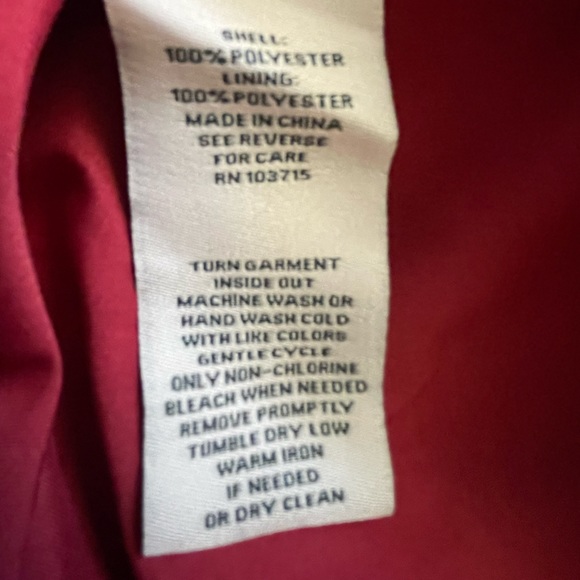 SHELL:
100% POLYESTER
LINING:
100% POLYESTER
MADE IN CHINA
SEE REVERSE
FOR CARE
RN 103715
TURN GARMENT
INSIDE OUT
MACHINE WASH OR
HAND WASH COLD
WITH LIKE COLORS
GENTLE CYCLE
ONLY NON-CHLORINE
BLEACH WHEN NEEDED
REMOVE PROMPTLY
TUMBLE DRY LOW
WARM IRON
IF NEEDED
OR DRY CLEAN